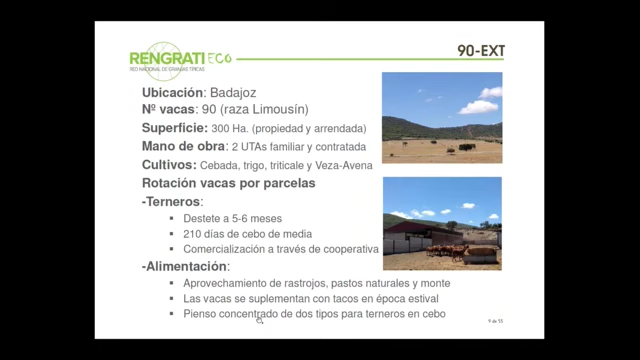 RENGRATI ECO
RED NACIONAL DE GRANJAS TÍPICAS
90-EXT
Ubicación: Badajoz
Nº vacas: 90 (raza Limousín)
Superficie: 300 Ha. (propiedad y arrendada)
Mano de obra: 2 UTAs familiar y contratada
Cultivos: Cebada, trigo, triticale y Veza-Avena
Rotación vacas por parcelas
-Terneros:
▪ Destete a 5-6 meses
▪ 210 días de cebo de media
▪ Comercialización a través de cooperativa
-Alimentación:
▪ Aprovechamiento de rastrojos, pastos naturales y monte
▪ Las vacas se suplementan con tacos en época estival
▪ Pienso concentrado de dos tipos para terneros en cebo